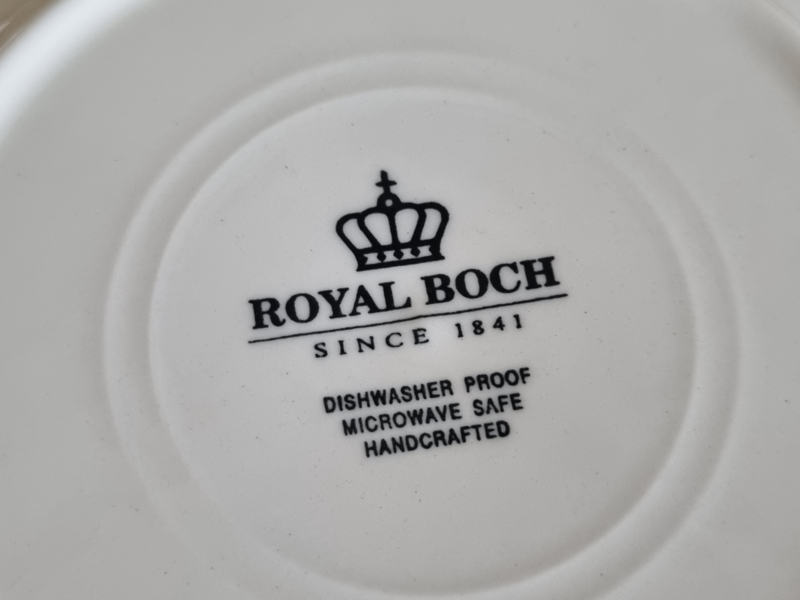 ROYAL BOCH
SINCE 1841
DISHWASHER PROOF
MICROWAVE SAFE
HANDCRAFTED